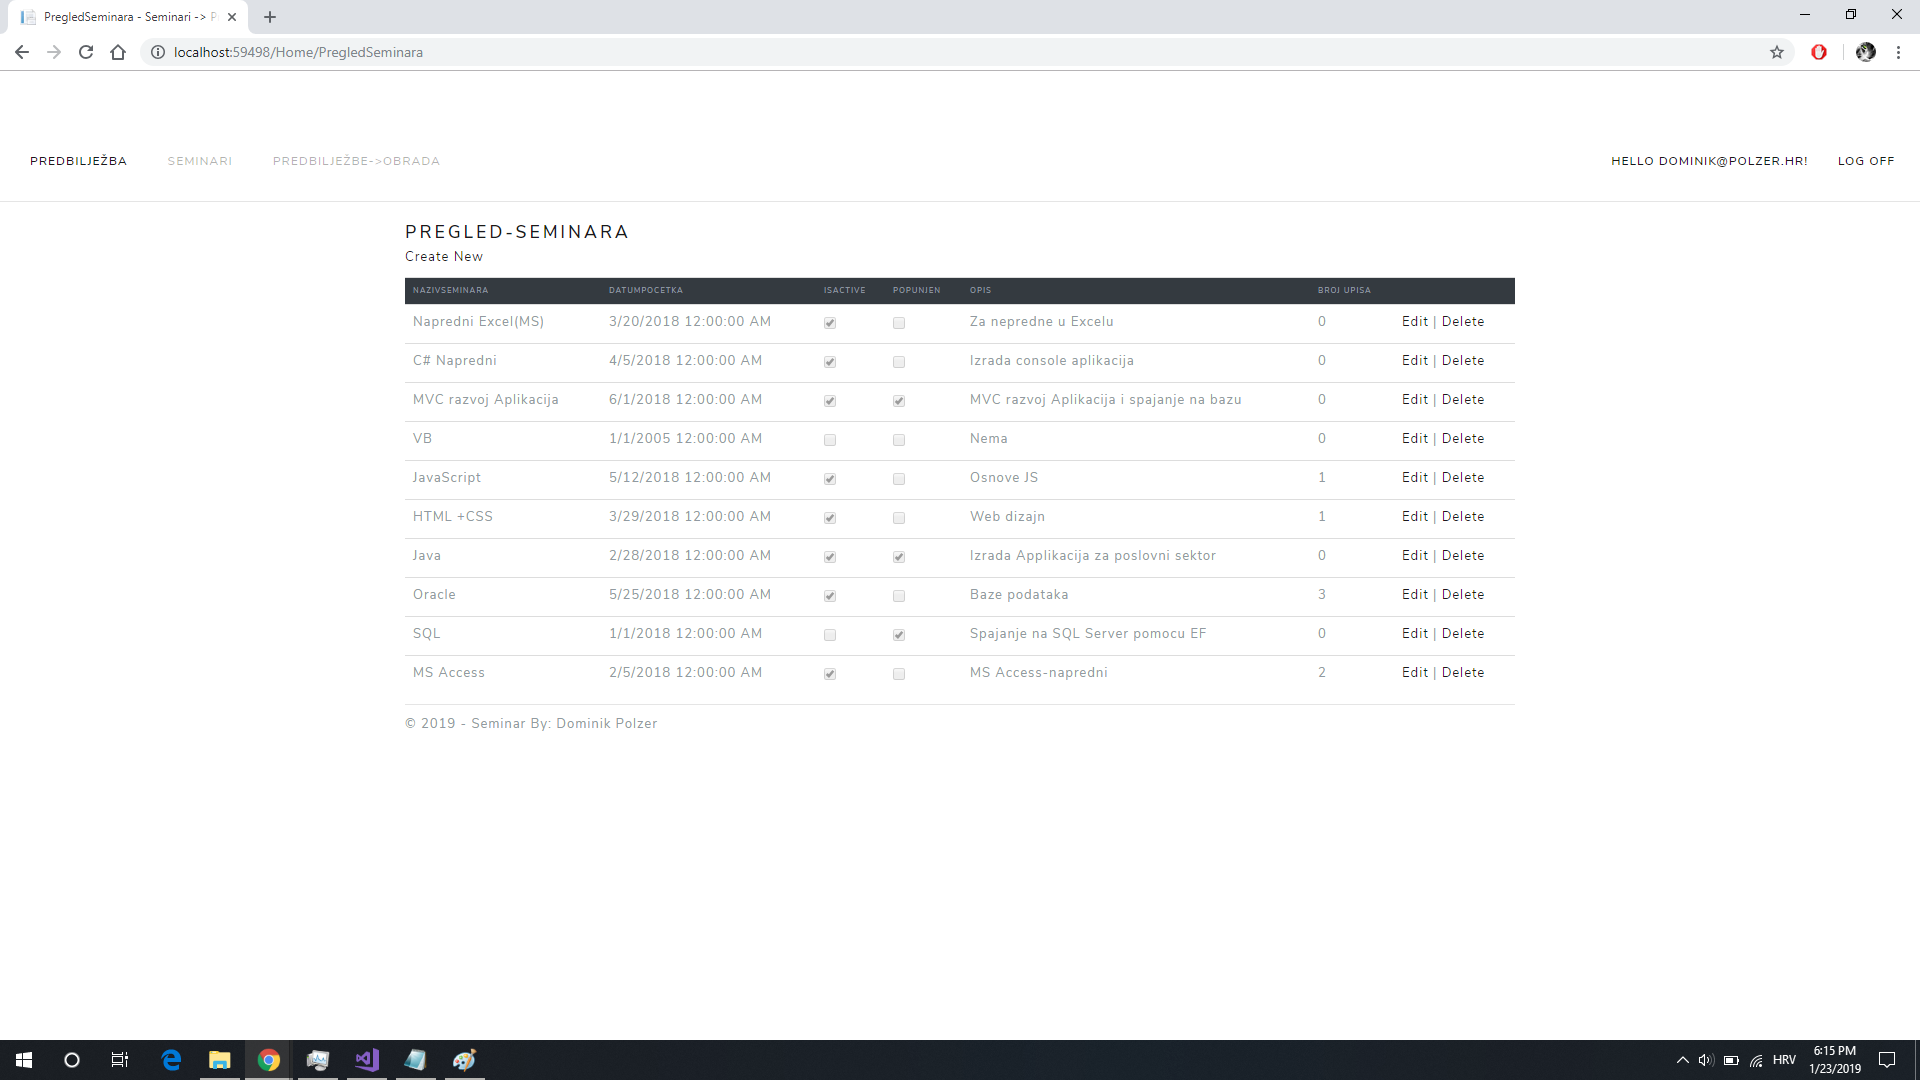 PregledSeminara - Seminari ->
localhost:59498/Home/PregledSeminara
PREDBILJEŽBA SEMINARI PREDBILJEŽBE->OBRADA HELLO DOMINIK@POLZER.HR! LOG OFF
PREGLED-SEMINARA
Create New
NAZIVSEMINARA DATUMPOCETKA ISACTIVE POPUNJEN OPIS BROJ UPISA
Napredni Excel(MS) 3/20/2018 12:00:00 AM Za nepredne u Excelu 0 Edit | Delete
C# Napredni 4/5/2018 12:00:00 AM Izrada console aplikacija 0 Edit | Delete
MVC razvoj Aplikacija 6/1/2018 12:00:00 AM MVC razvoj Aplikacija i spajanje na bazu 0 Edit | Delete
VB 1/1/2005 12:00:00 AM Nema 0 Edit | Delete
JavaScript 5/12/2018 12:00:00 AM Osnove JS 1 Edit | Delete
HTML +CSS 3/29/2018 12:00:00 AM Web dizajn 1 Edit | Delete
Java 2/28/2018 12:00:00 AM Izrada Applikacija za poslovni sektor 0 Edit | Delete
Oracle 5/25/2018 12:00:00 AM Baze podataka 3 Edit | Delete
SQL 1/1/2018 12:00:00 AM Spajanje na SQL Server pomocu EF 0 Edit | Delete
MS Access 2/5/2018 12:00:00 AM MS Access-napredni 2 Edit | Delete
© 2019 - Seminar By: Dominik Polzer
HRV 6:15 PM
1/23/2019